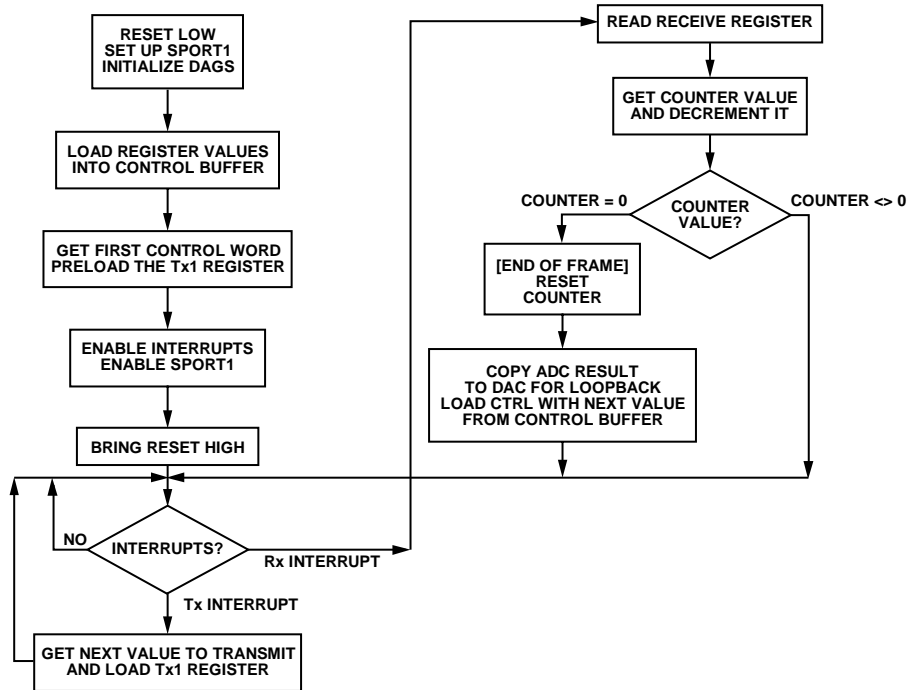 RESET LOW
SET UP SPORT1
INITIALIZE DAGS
LOAD REGISTER VALUES
INTO CONTROL BUFFER
GET FIRST CONTROL WORD
PRELOAD THE Tx1 REGISTER
ENABLE INTERRUPTS
ENABLE SPORT1
BRING RESET HIGH
NO
INTERRUPTS?
Rx INTERRUPT
Tx INTERRUPT
GET NEXT VALUE TO TRANSMIT
AND LOAD Tx1 REGISTER
READ RECEIVE REGISTER
GET COUNTER VALUE
AND DECREMENT IT
COUNTER = 0
COUNTER
VALUE?
COUNTER <> 0
[END OF FRAME]
RESET
COUNTER
COPY ADC RESULT
TO DAC FOR LOOPBACK
LOAD CTRL WITH NEXT VALUE
FROM CONTROL BUFFER